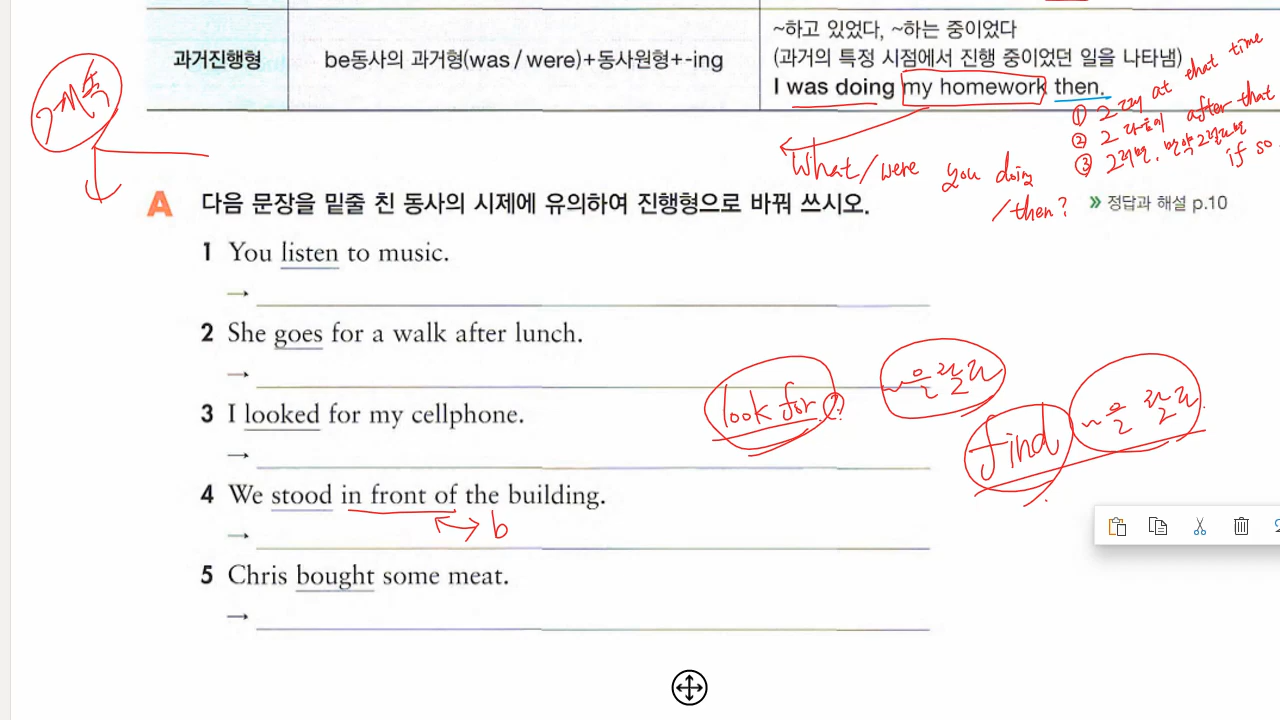 ~하고 있었다, ~하는 중이었다
과거진행형 be동사의 과거형(was / were)+동사원형+-ing (과거의 특정 시점에서 진행 중이었던 일을 나타냄)
I was doing my homework then.
① 그때 at that time
② 그 다음에 after that
③ 그러면, 만약 그렇다면 if so
계속
What/were you doing
/then?
A 다음 문장을 밑줄 친 동사의 시제에 유의하여 진행형으로 바꿔 쓰시오. » 정답과 해설 p.10
1 You listen to music.
→
2 She goes for a walk after lunch.
→
look for
3 I looked for my cellphone.
→
find
4 We stood in front of the building.
b
→
5 Chris bought some meat.
→